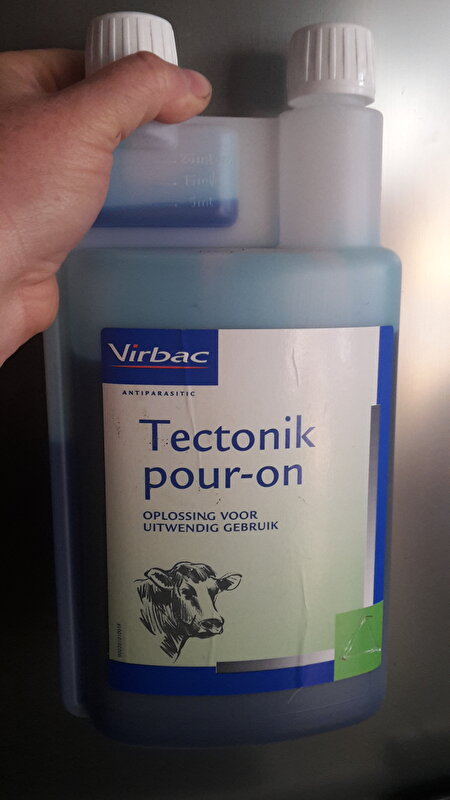 Virbac
ANTIPARASITIC
Tectonik
pour-on
OPLOSSING VOOR
UITWENDIG GEBRUIK